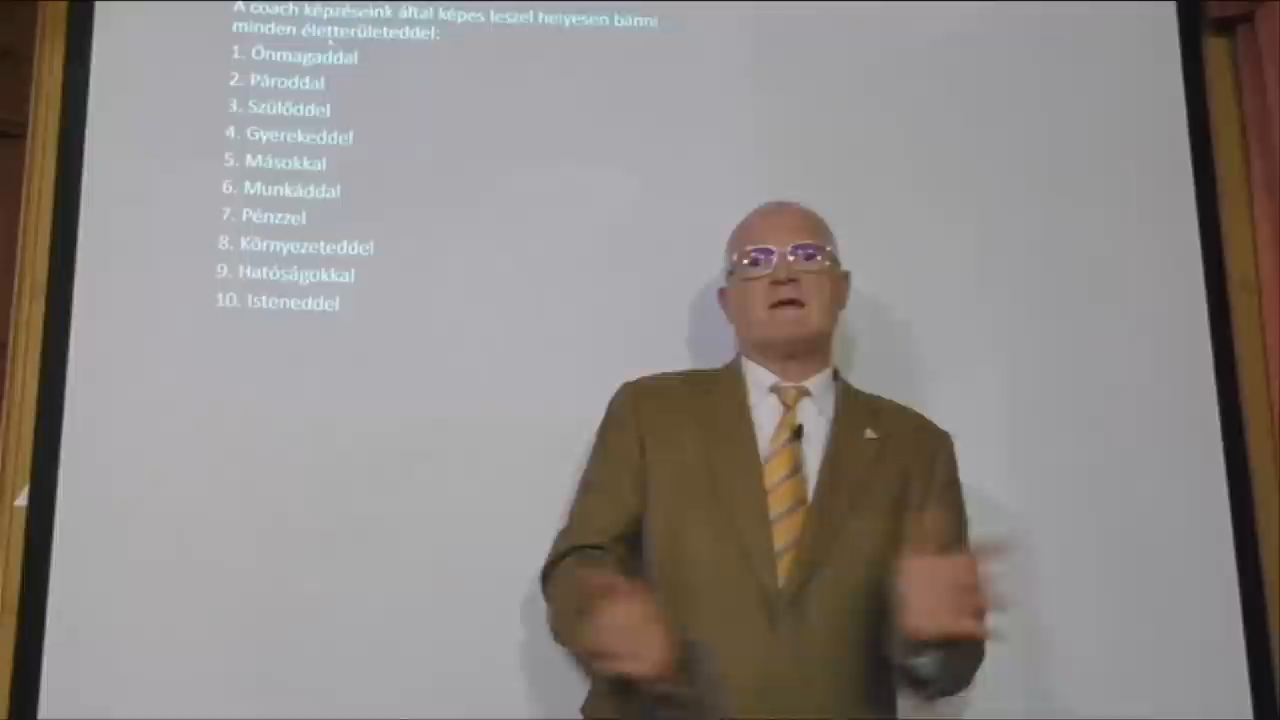 A coach képzéseink által képes leszel helyesen bánni
minden életterületeddel:
1. Önmagaddal
2. Pároddal
3. Szülőddel
4. Gyerekeddel
5. Másokkal
6. Munkáddal
7. Pénzzel
8. Környezeteddel
9. Hatóságokkal
10. Isteneddel